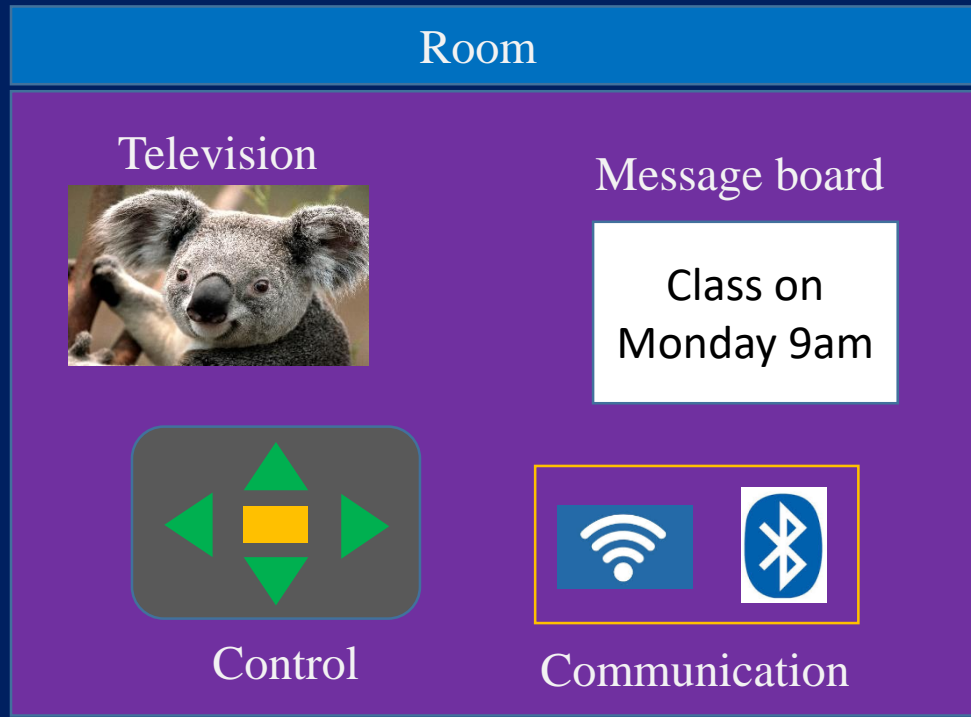 Room
Television
Message board
Class on
Monday 9am
Control
Communication